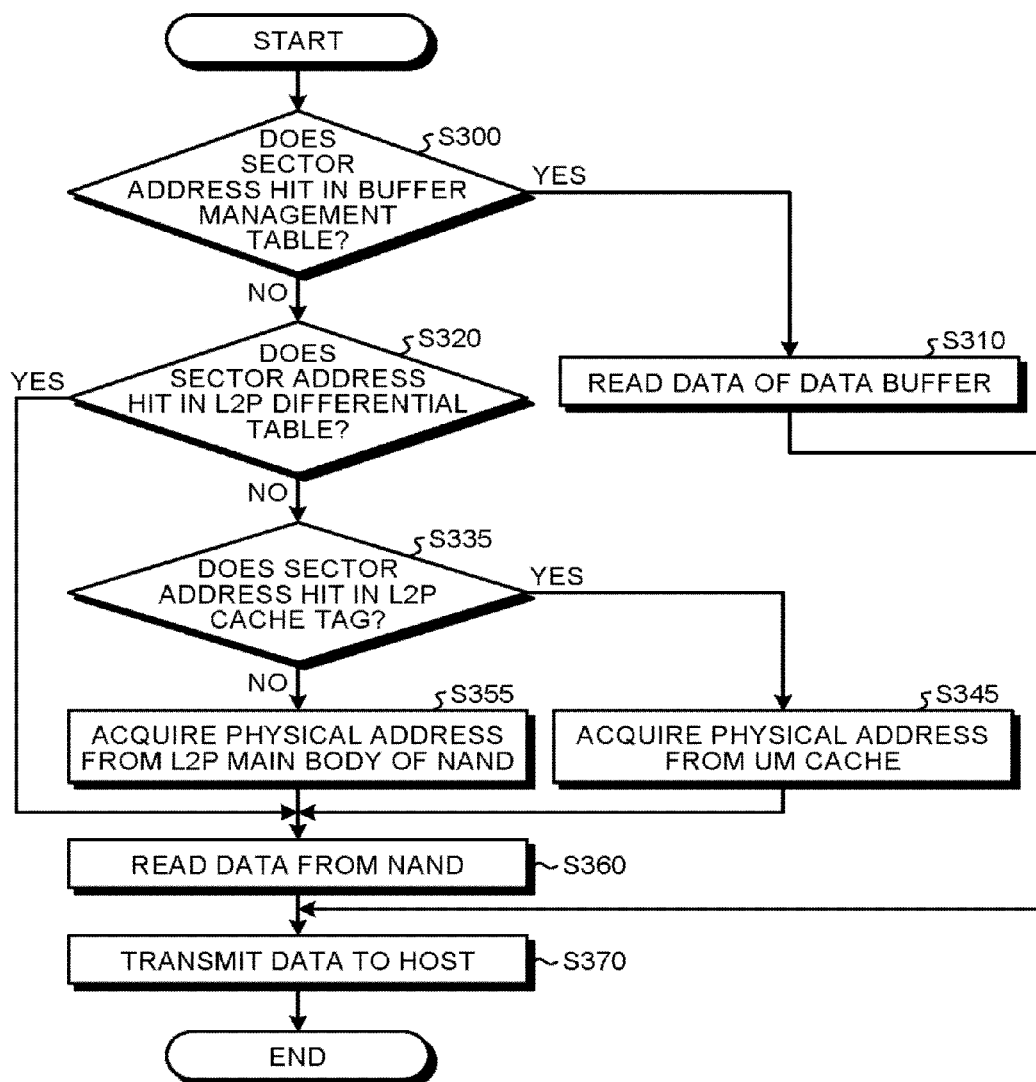 START
S300
DOES
SECTOR
ADDRESS HIT IN BUFFER
MANAGEMENT
TABLE?
YES
NO
S320
DOES
SECTOR ADDRESS
HIT IN L2P DIFFERENTIAL
TABLE?
YES
S310
READ DATA OF DATA BUFFER
NO
S335
DOES SECTOR
ADDRESS HIT IN L2P
CACHE TAG?
YES
NO
S355
ACQUIRE PHYSICAL ADDRESS
FROM L2P MAIN BODY OF NAND
S345
ACQUIRE PHYSICAL ADDRESS
FROM UM CACHE
READ DATA FROM NAND
S360
TRANSMIT DATA TO HOST
S370
END